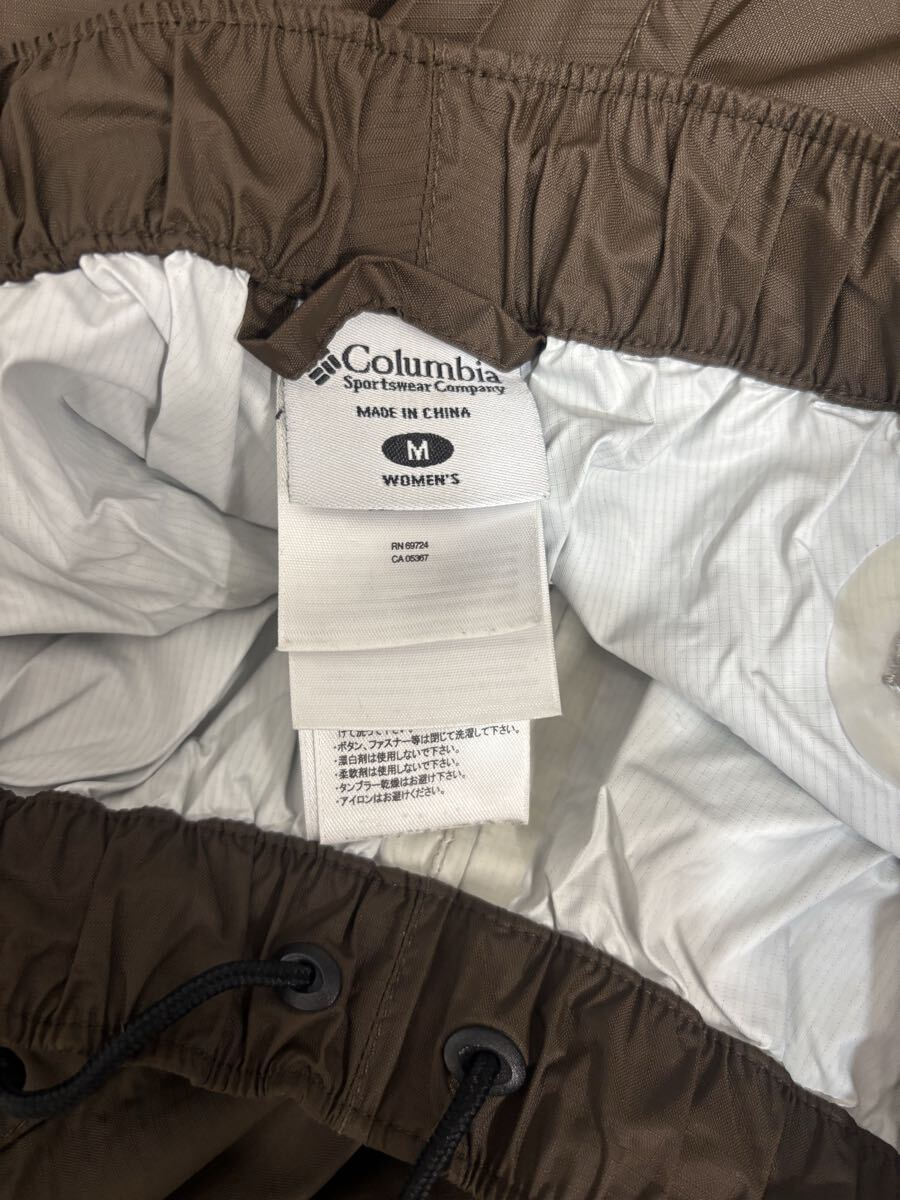 Columbia
Sportswear Company
MADE IN CHINA
M
WOMEN'S
RN 69724
CA 05367
・ボタン、ファスナー等は閉じて洗濯して下さい。
・漂白剤は使用しないで下さい。
・柔軟剤は使用しないで下さい。
・タンブラー乾燥はお避け下さい。
・アイロンはお避けください。